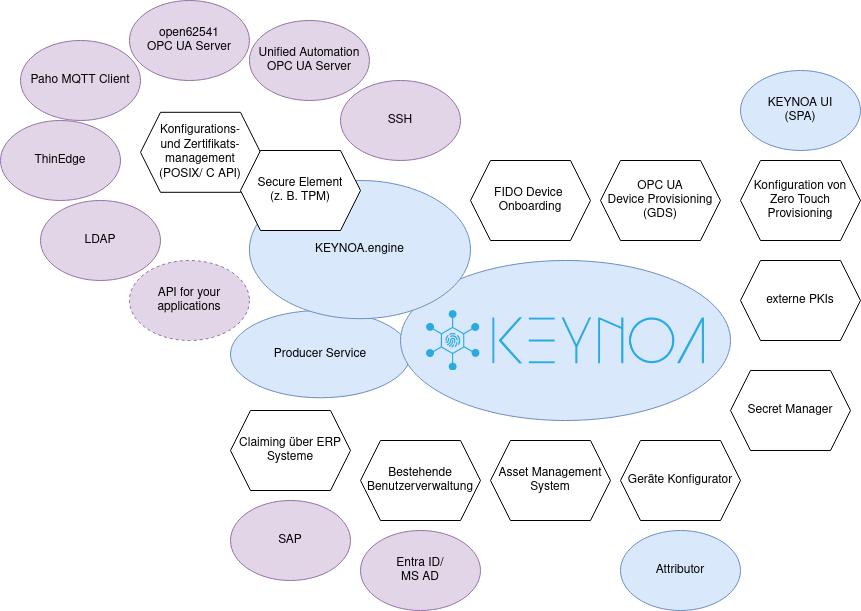 open62541
OPC UA Server
Unified Automation
OPC UA Server
Paho MQTT Client
KEYNOA UI
(SPA)
SSH
Konfigurations-
und Zertifikats-
management
(POSIX/ C API)
ThinEdge
Secure Element
(z. B. TPM)
FIDO Device
Onboarding
OPC UA
Device Provisioning
(GDS)
Konfiguration von
Zero Touch
Provisioning
LDAP
KEYNOA.engine
API for your
applications
externe PKIs
KEYNOA
Producer Service
Secret Manager
Claiming über ERP
Systeme
Bestehende
Benutzerverwaltung
Asset Management
System
Geräte Konfigurator
SAP
Entra ID/
MS AD
Attributor